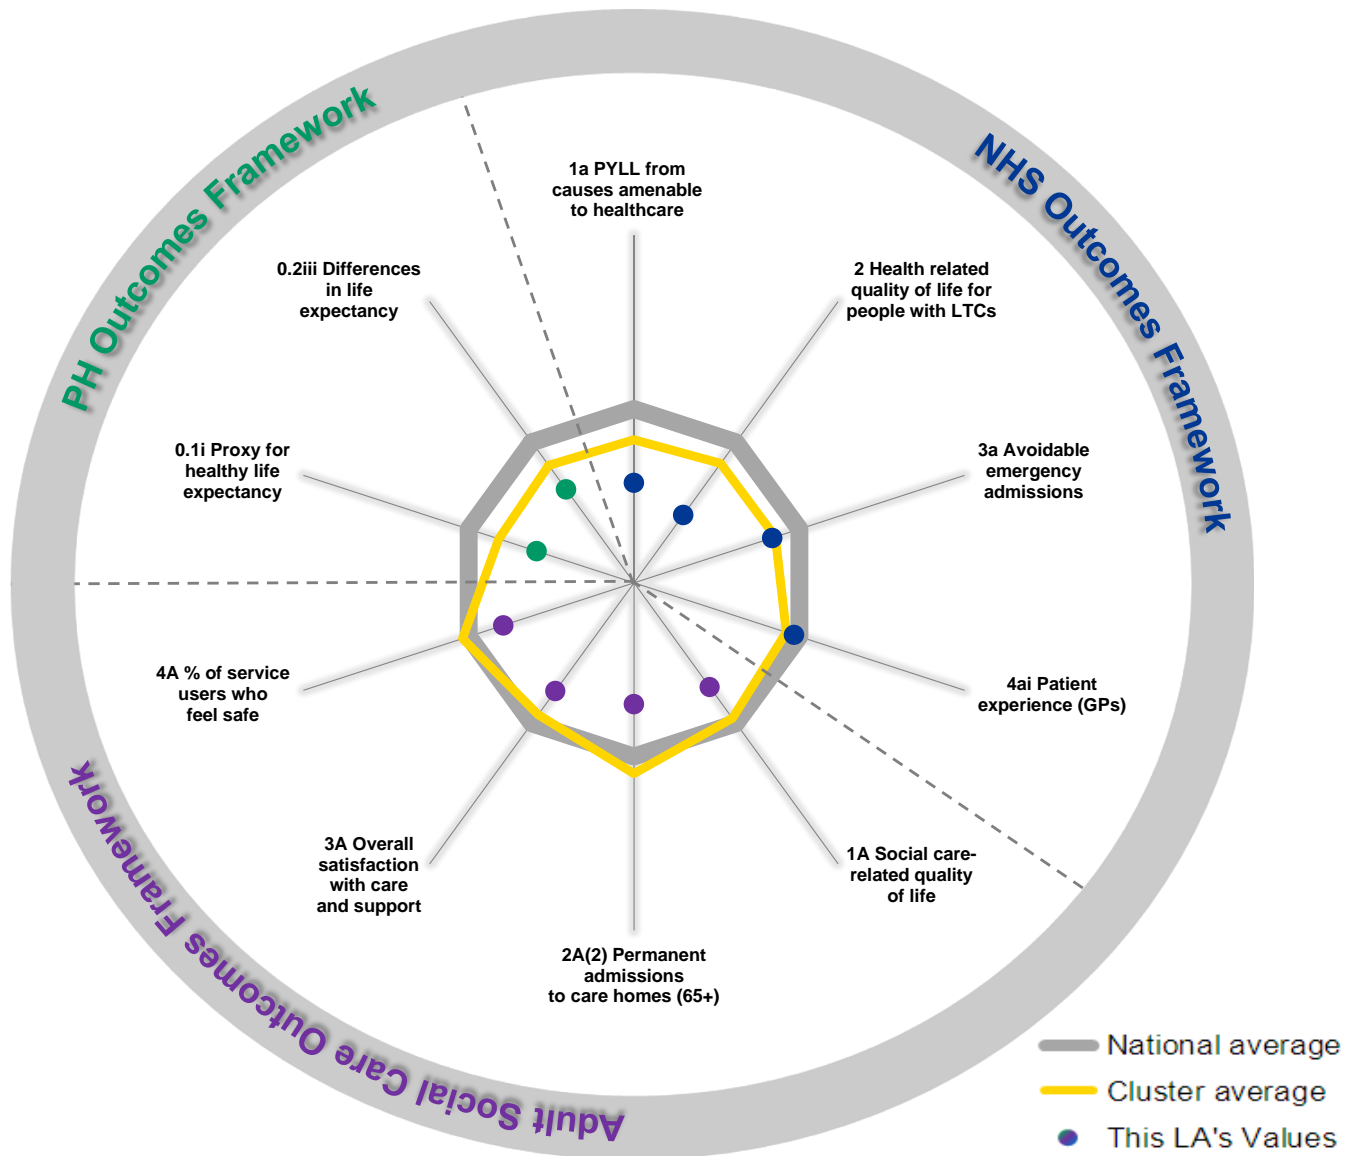 PH Outcomes Framework
NHS Outcomes Framework
1a PYLL from
causes amenable
to healthcare
0.2iii Differences
in life
expectancy
2 Health related
quality of life for
people with LTCs
0.1i Proxy for
healthy life
expectancy
3a Avoidable
emergency
admissions
4A % of service
users who
feel safe
4ai Patient
experience (GPs)
3A Overall
satisfaction
with care
and support
1A Social care-
related quality
of life
2A(2) Permanent
admissions
to care homes (65+)
Adult Social Care Outcomes Framework
National average
Cluster average
This LA's Values